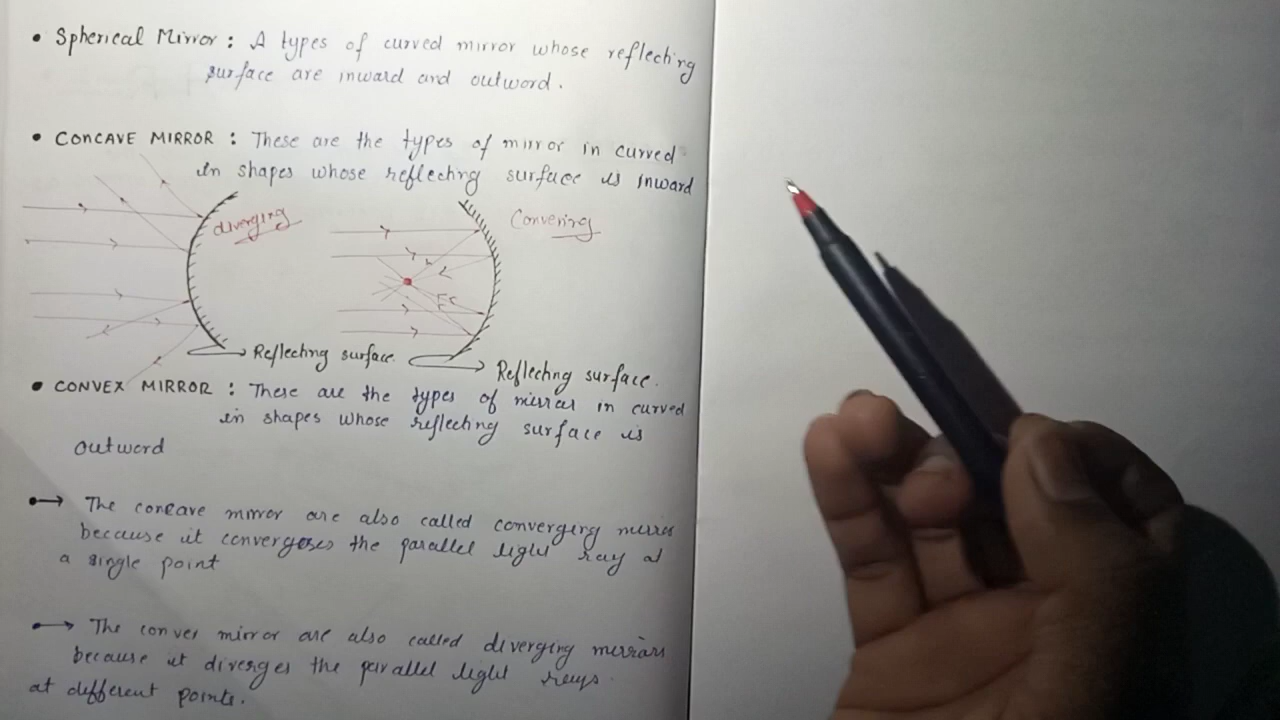 • Spherical Mirror : A types of curved mirror whose reflecting
surface are inward and outword.
• CONCAVE MIRROR : These are the types of mirror in curved
in shapes whose reflecting surface is inward
diverging
Convering
F
Reflecting surface.
Reflecting surface.
• CONVEX MIRROR : These are the types of mirror in curved
in shapes whose reflecting surface is
outword
The concave mirror are also called converging mirror
because it convergeses the parallel light ray at
a single point
The convex mirror are also called diverging mirrors
because it diverges the parallel light rays
at different points.